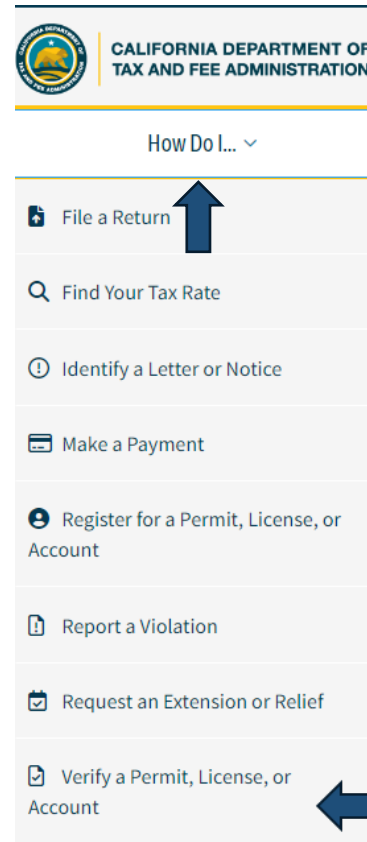 CALIFORNIA DEPARTMENT OF
TAX AND FEE ADMINISTRATION
How Do I...
File a Return
Find Your Tax Rate
Identify a Letter or Notice
Make a Payment
Register for a Permit, License, or
Account
Report a Violation
Request an Extension or Relief
Verify a Permit, License, or
Account